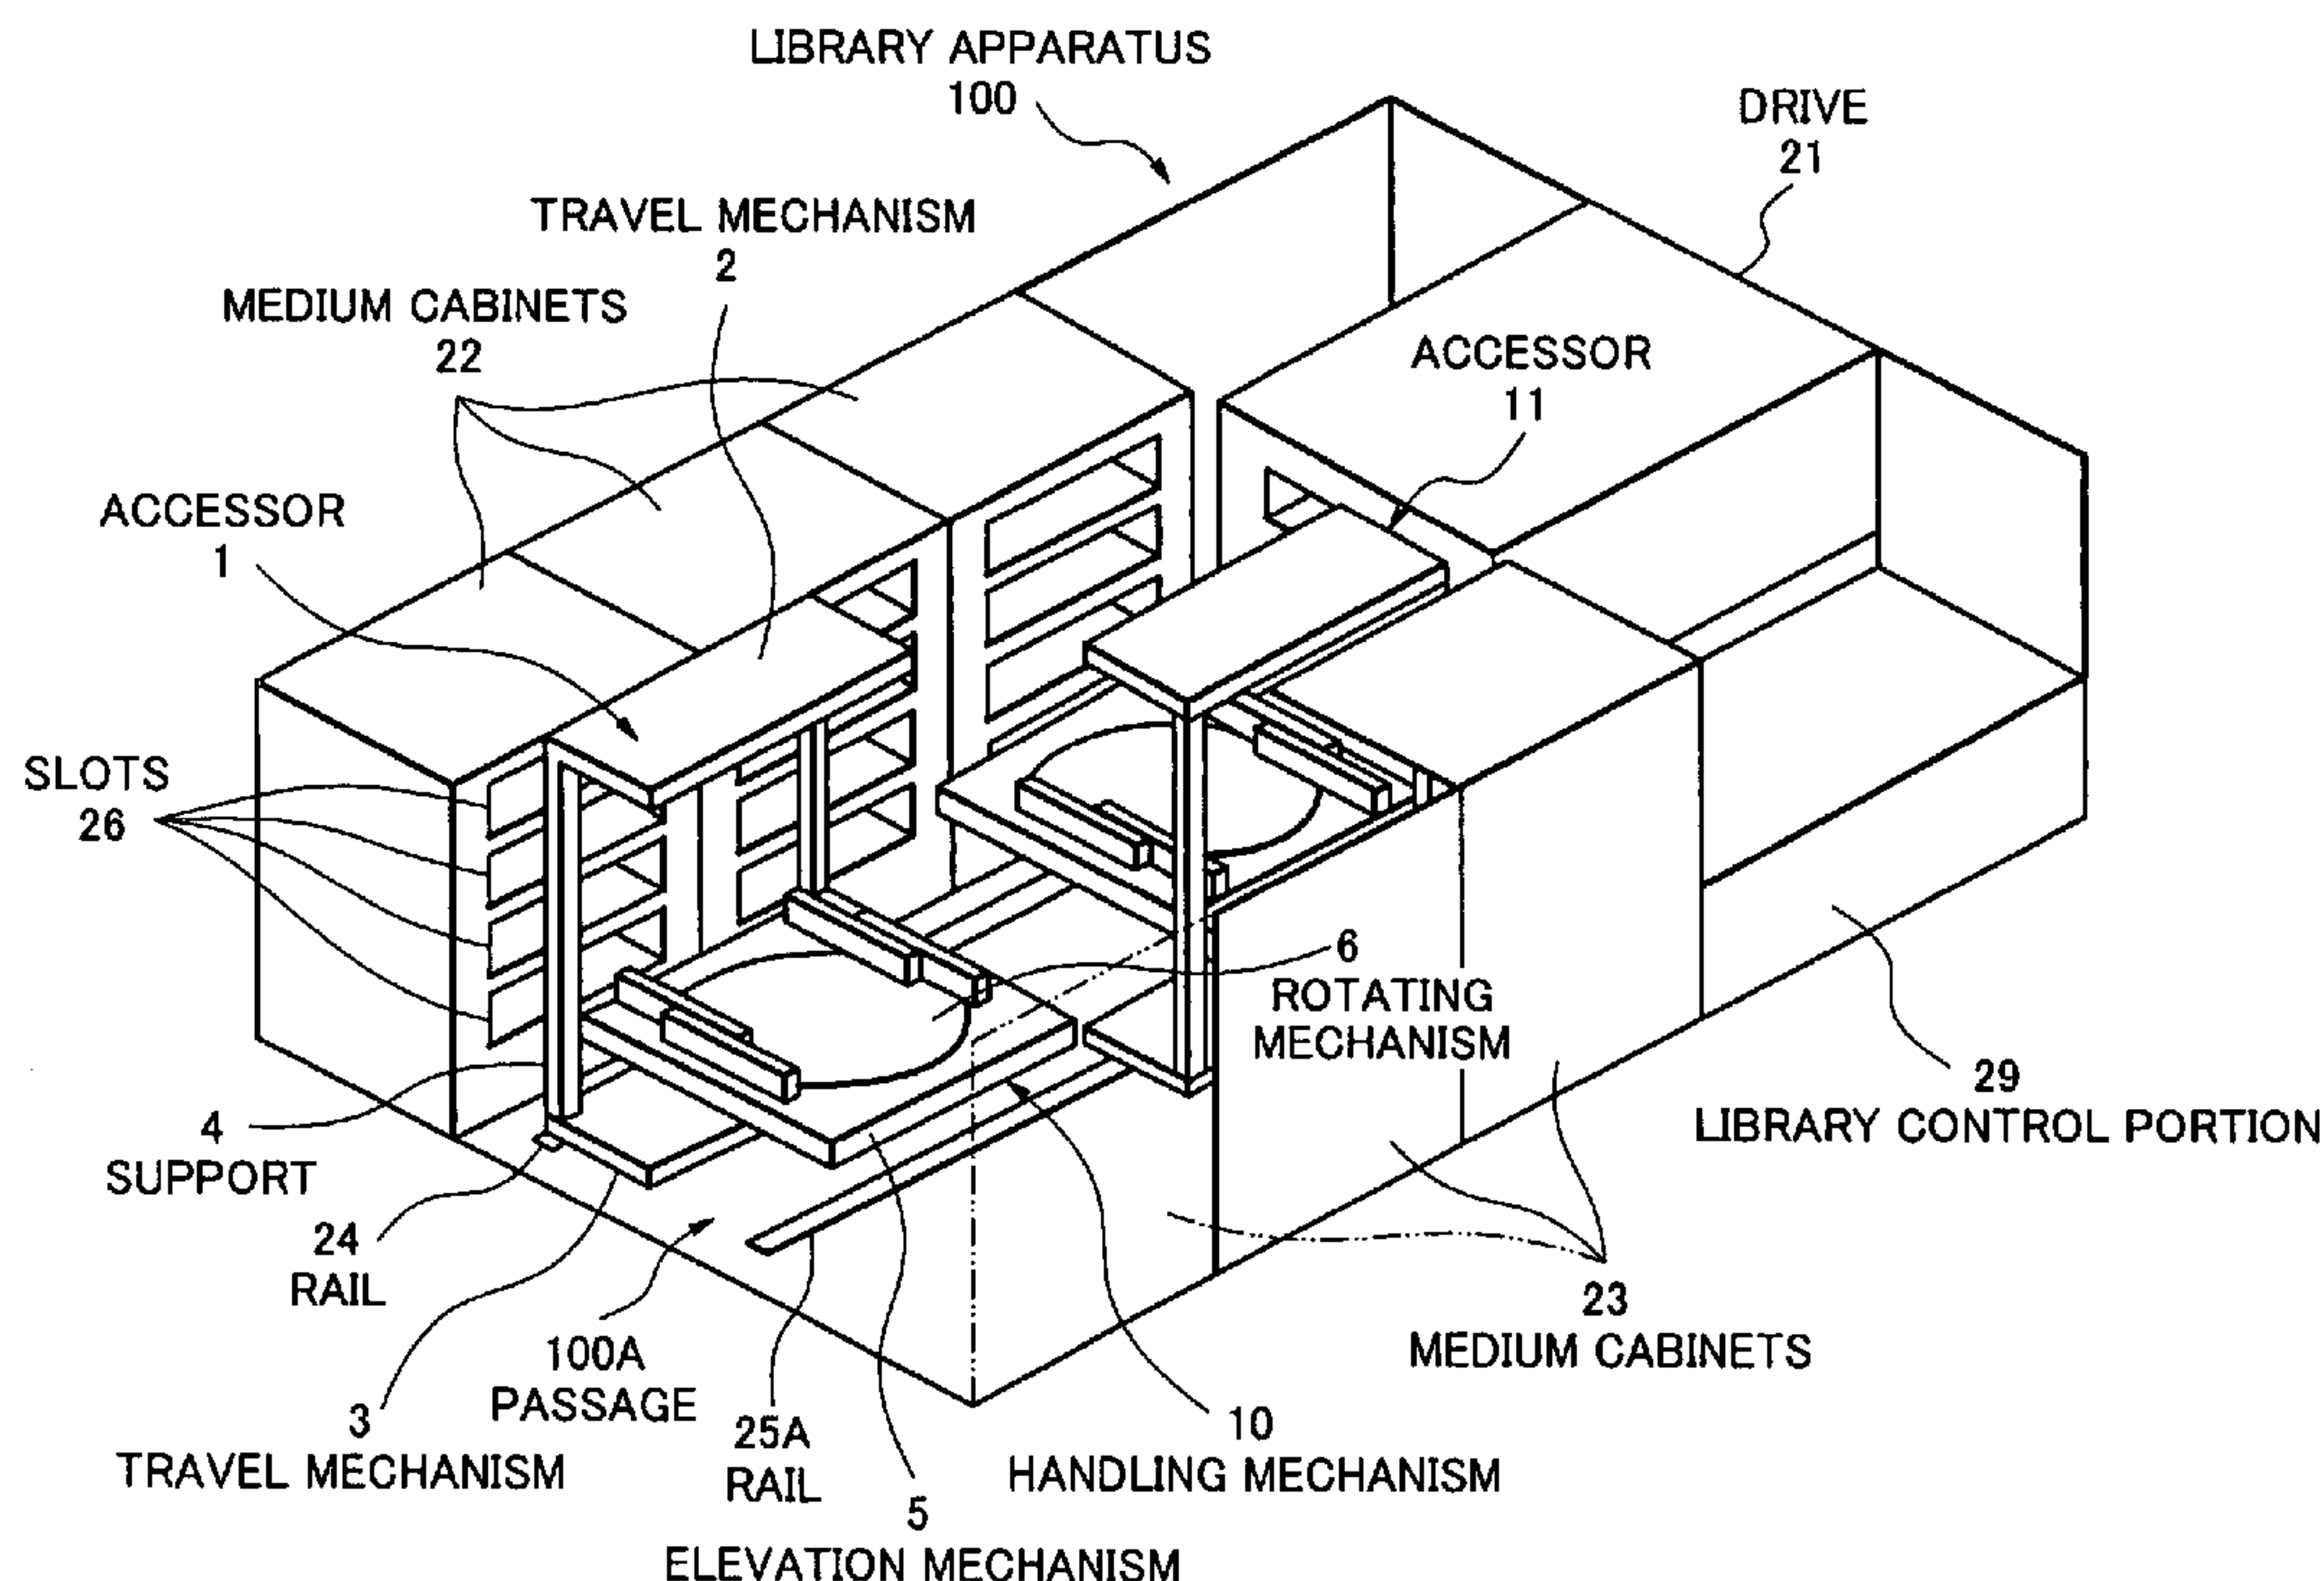 LIBRARY APPARATUS
100
DRIVE
21
TRAVEL MECHANISM
2
MEDIUM CABINETS
22
ACCESSOR
11
ACCESSOR
1
SLOTS
26
6
ROTATING
MECHANISM
4
SUPPORT
29
LIBRARY CONTROL PORTION
24
RAIL
23
MEDIUM CABINETS
100A
PASSAGE
3
TRAVEL MECHANISM
25A
RAIL
10
HANDLING MECHANISM
5
ELEVATION MECHANISM